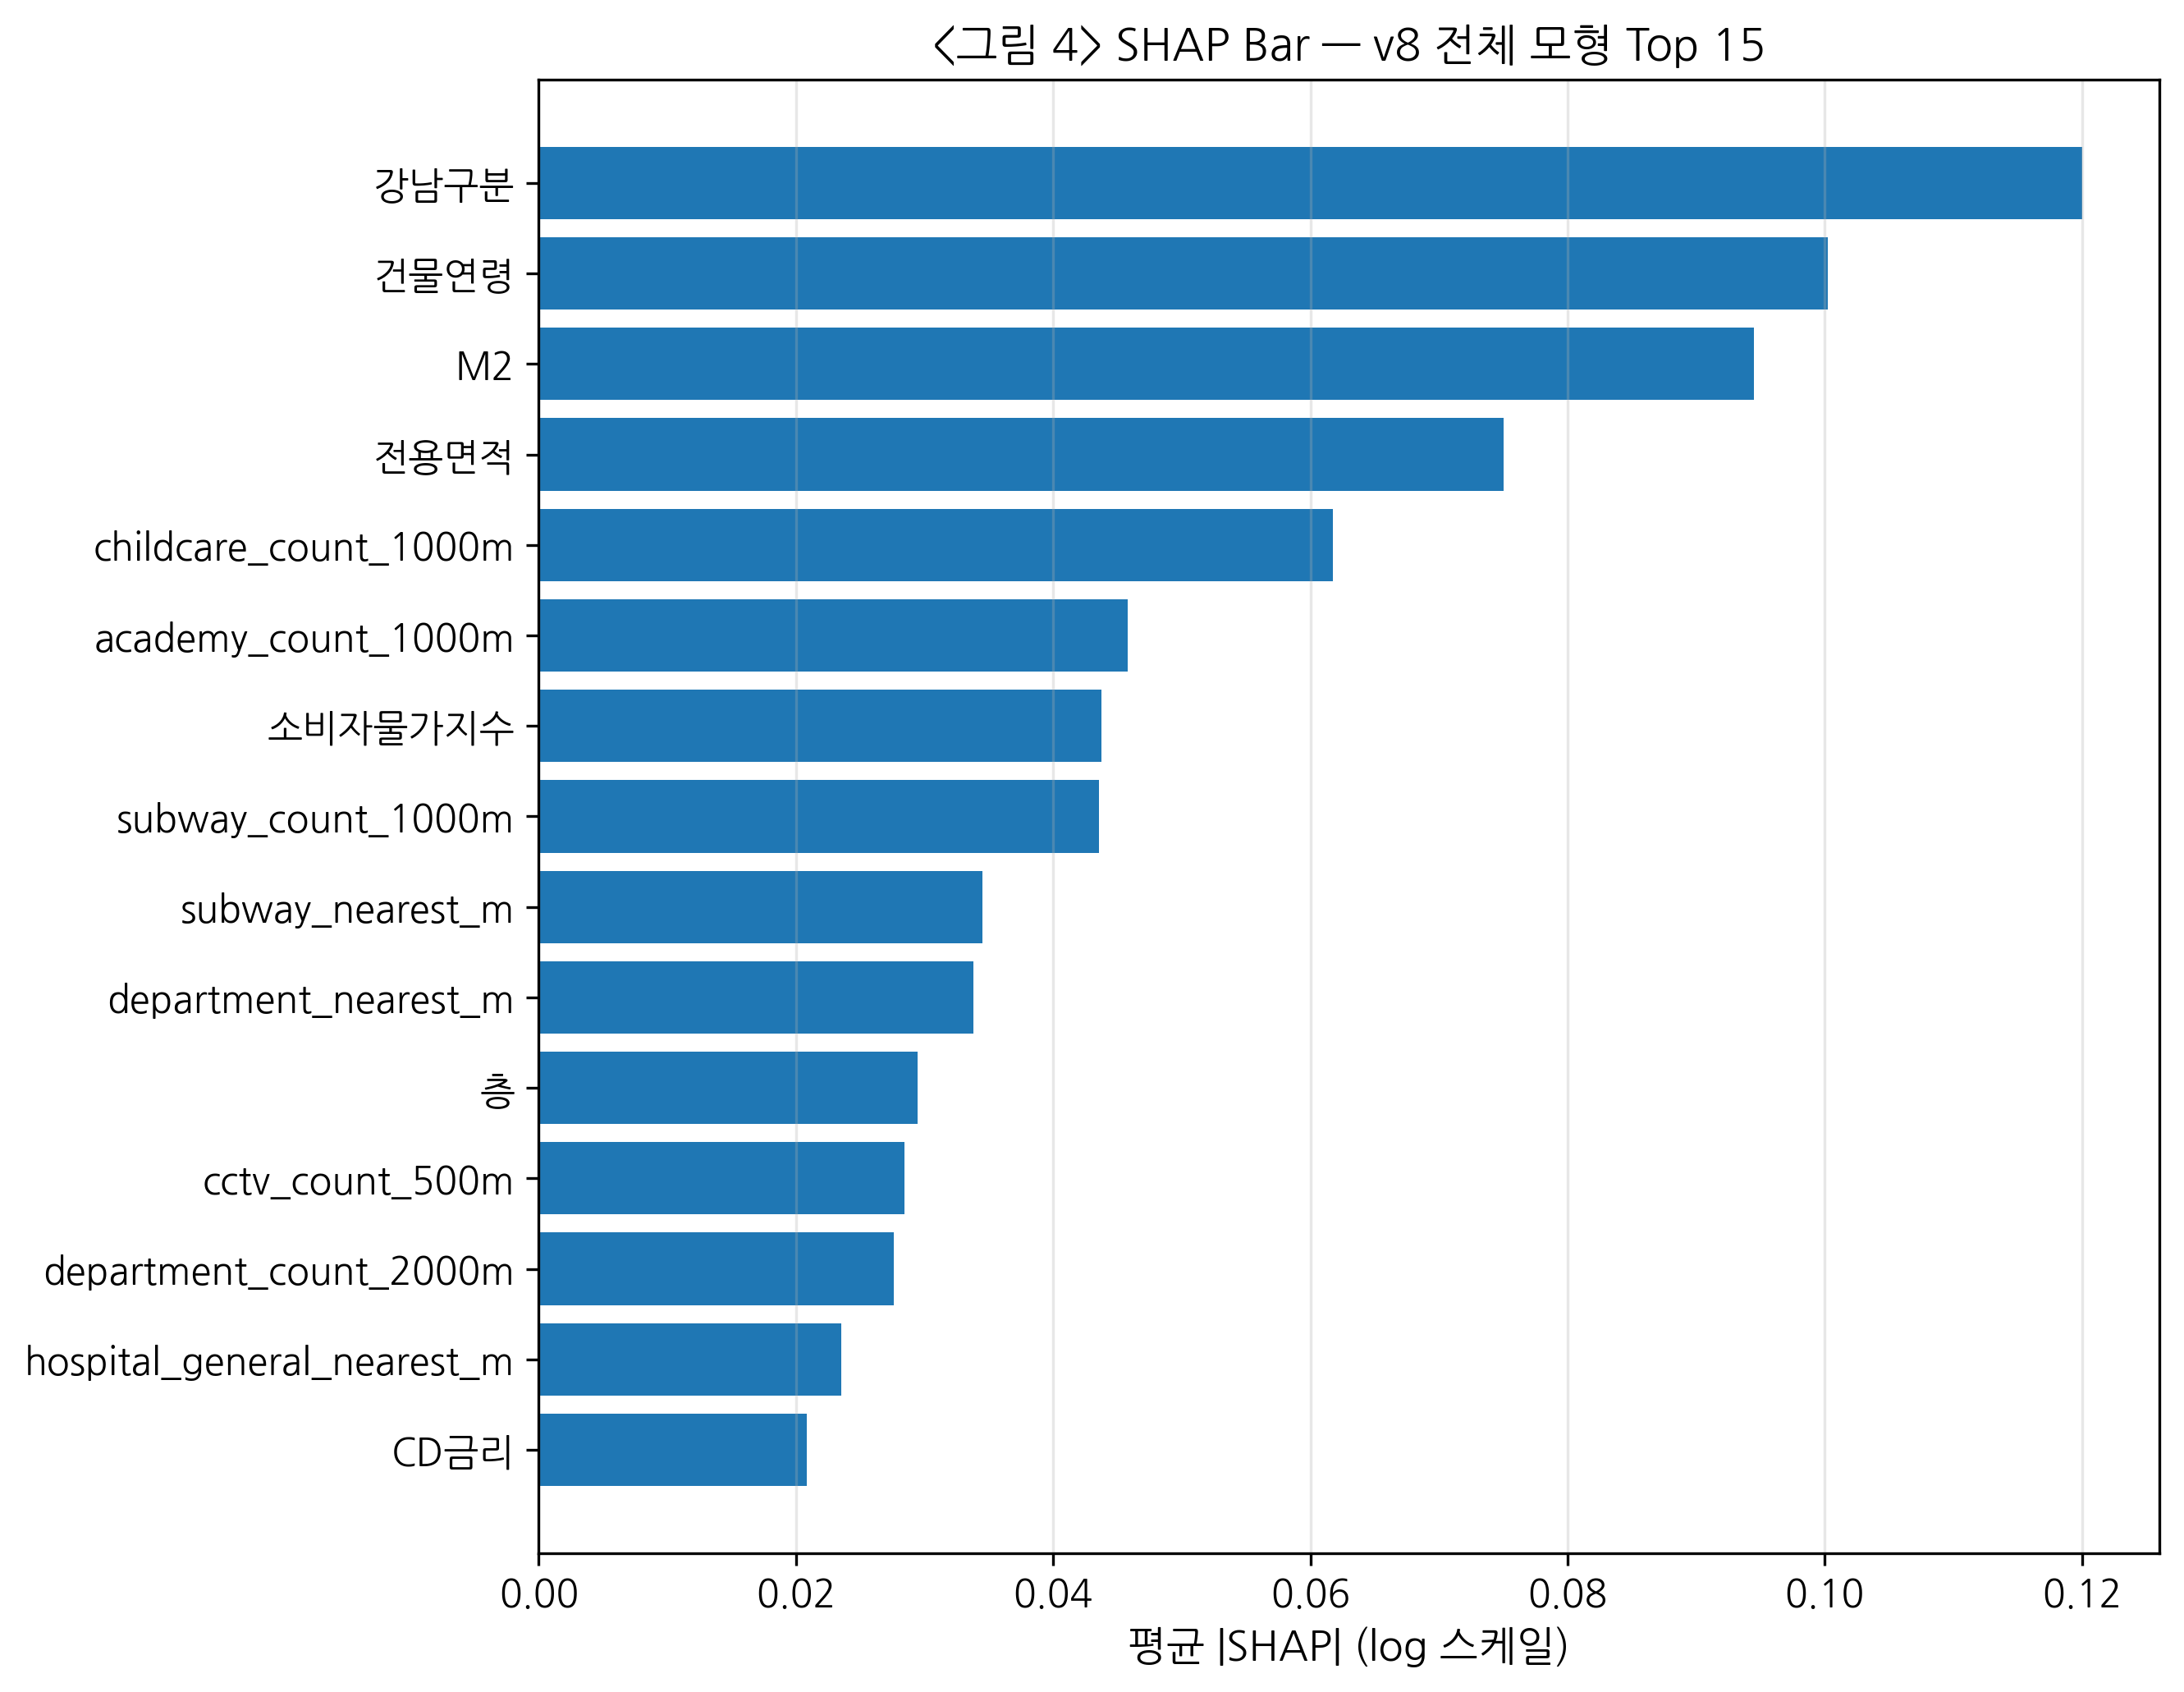 <그림 4> SHAP Bar — v8 전체 모형 Top 15
강남구분
건물연령
M2
전용면적
childcare_count_1000m
academy_count_1000m
소비자물가지수
subway_count_1000m
subway_nearest_m
department_nearest_m
층
cctv_count_500m
department_count_2000m
hospital_general_nearest_m
CD금리
0.00 0.02 0.04 0.06 0.08 0.10 0.12
평균 |SHAP| (log 스케일)